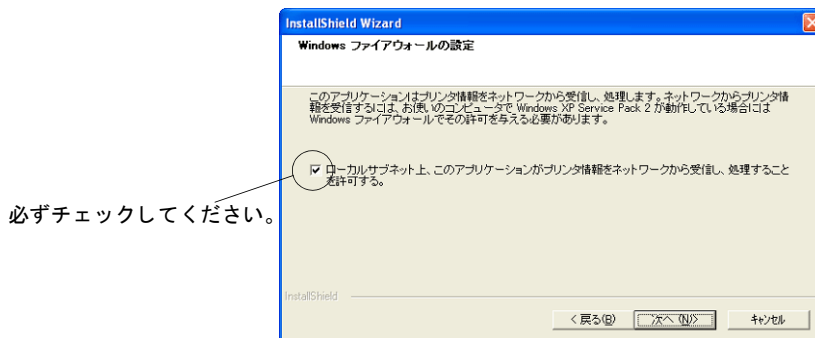 InstallShield Wizard
Windows ファイアウォールの設定
このアプリケーションはプリンタ情報をネットワークから受信し、処理します。ネットワークからプリンタ情
報を受信するには、お使いのコンピュータで Windows XP Service Pack 2 が動作している場合には
Windows ファイアウォールでその許可を与える必要があります。
ローカルサブネット上、このアプリケーションがプリンタ情報をネットワークから受信し、処理すること
を許可する。
必ずチェックしてください。
InstallShield
< 戻る(B) 次へ (N)> キャンセル